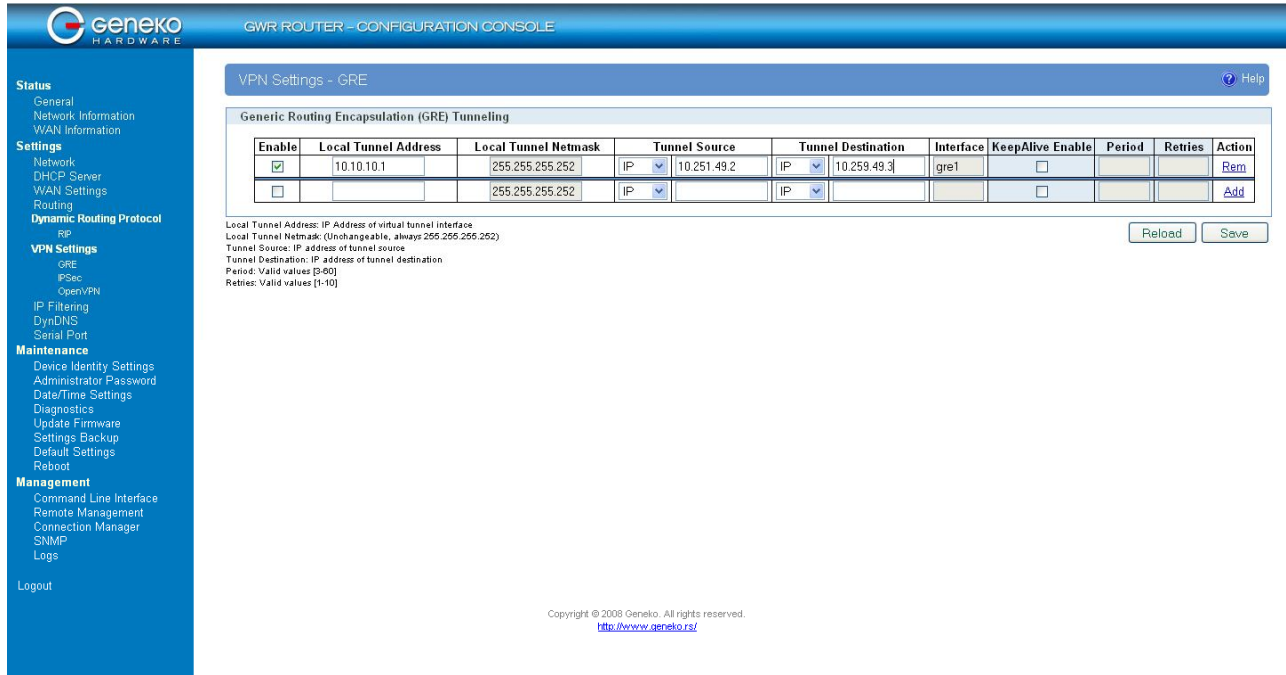 Geneko
HARDWARE
GWR ROUTER – CONFIGURATION CONSOLE
Status
General
Network Information
WAN Information
Settings
Network
DHCP Server
WAN Settings
Routing
Dynamic Routing Protocol
RIP
VPN Settings
GRE
IPSec
OpenVPN
IP Filtering
DynDNS
Serial Port
Maintenance
Device Identity Settings
Administrator Password
Date/Time Settings
Diagnostics
Update Firmware
Settings Backup
Default Settings
Reboot
Management
Command Line Interface
Remote Management
Connection Manager
SNMP
Logs
Logout
VPN Settings - GRE
? Help
Generic Routing Encapsulation (GRE) Tunneling
Enable Local Tunnel Address Local Tunnel Netmask Tunnel Source Tunnel Destination Interface KeepAlive Enable Period Retries Action
10.10.10.1 255.255.255.252 IP 10.251.49.2 IP 10.259.49.3 gre1 Rem
255.255.255.252 IP IP Add
Local Tunnel Address: IP Address of virtual tunnel interface
Local Tunnel Netmask: (Unchangeable, always 255.255.255.252)
Tunnel Source: IP address of tunnel source
Tunnel Destination: IP address of tunnel destination
Period: Valid values [3-60]
Retries: Valid values [1-10]
Reload Save
Copyright © 2008 Geneko. All rights reserved.
http://www.geneko.rs/